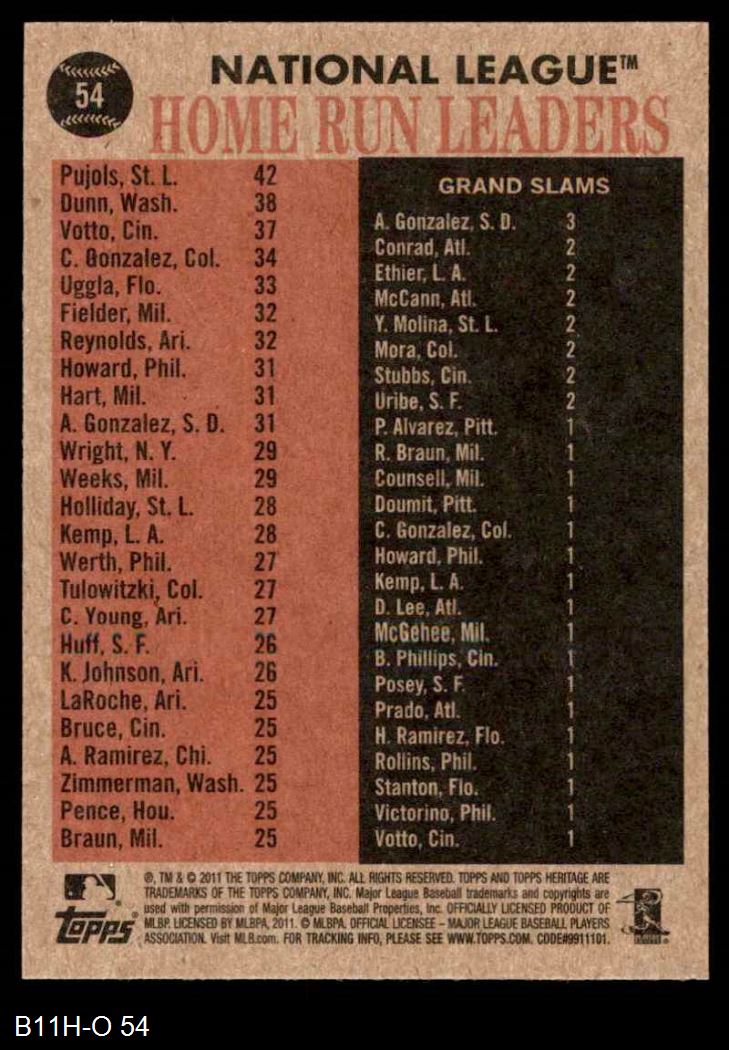 54
NATIONAL LEAGUE™
HOME RUN LEADERS
Pujols, St. L. 42
Dunn, Wash. 38
Votto, Cin. 37
C. Gonzalez, Col. 34
Uggla, Flo. 33
Fielder, Mil. 32
Reynolds, Ari. 32
Howard, Phil. 31
Hart, Mil. 31
A. Gonzalez, S. D. 31
Wright, N. Y. 29
Weeks, Mil. 29
Holliday, St. L. 28
Kemp, L. A. 28
Werth, Phil. 27
Tulowitzki, Col. 27
C. Young, Ari. 27
Huff, S. F. 26
K. Johnson, Ari. 26
LaRoche, Ari. 25
Bruce, Cin. 25
A. Ramirez, Chi. 25
Zimmerman, Wash. 25
Pence, Hou. 25
Braun, Mil. 25
GRAND SLAMS
A. Gonzalez, S. D. 3
Conrad, Atl. 2
Ethier, L. A. 2
McCann, Atl. 2
Y. Molina, St. L. 2
Mora, Col. 2
Stubbs, Cin. 2
Uribe, S. F. 2
P. Alvarez, Pitt. 1
R. Braun, Mil. 1
Counsell, Mil. 1
Doumit, Pitt. 1
C. Gonzalez, Col. 1
Howard, Phil. 1
Kemp, L. A. 1
D. Lee, Atl. 1
McGehee, Mil. 1
B. Phillips, Cin. 1
Posey, S. F. 1
Prado, Atl. 1
H. Ramirez, Flo. 1
Rollins, Phil. 1
Stanton, Flo. 1
Victorino, Phil. 1
Votto, Cin. 1
topps®
®, TM & © 2011 THE TOPPS COMPANY, INC. ALL RIGHTS RESERVED. TOPPS AND TOPPS HERITAGE ARE
TRADEMARKS OF THE TOPPS COMPANY, INC. Major League Baseball trademarks and copyrights are
used with permission of Major League Baseball Properties, Inc. OFFICIALLY LICENSED PRODUCT OF
MLBP. LICENSED BY MLBPA, 2011. © MLBPA. OFFICIAL LICENSEE – MAJOR LEAGUE BASEBALL PLAYERS
ASSOCIATION. Visit MLB.com. FOR TRACKING INFO, PLEASE SEE WWW.TOPPS.COM. CODE#9911101.
B11H-O 54